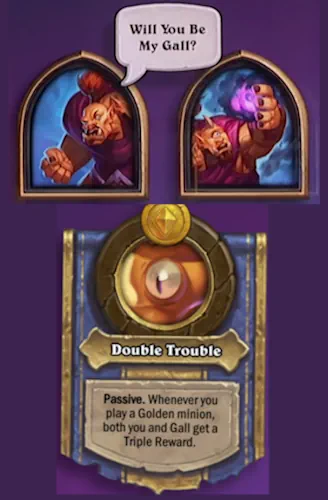 Will You Be
My Gall?
Double Trouble
Passive. Whenever you
play a Golden minion,
both you and Gall get a
Triple Reward.